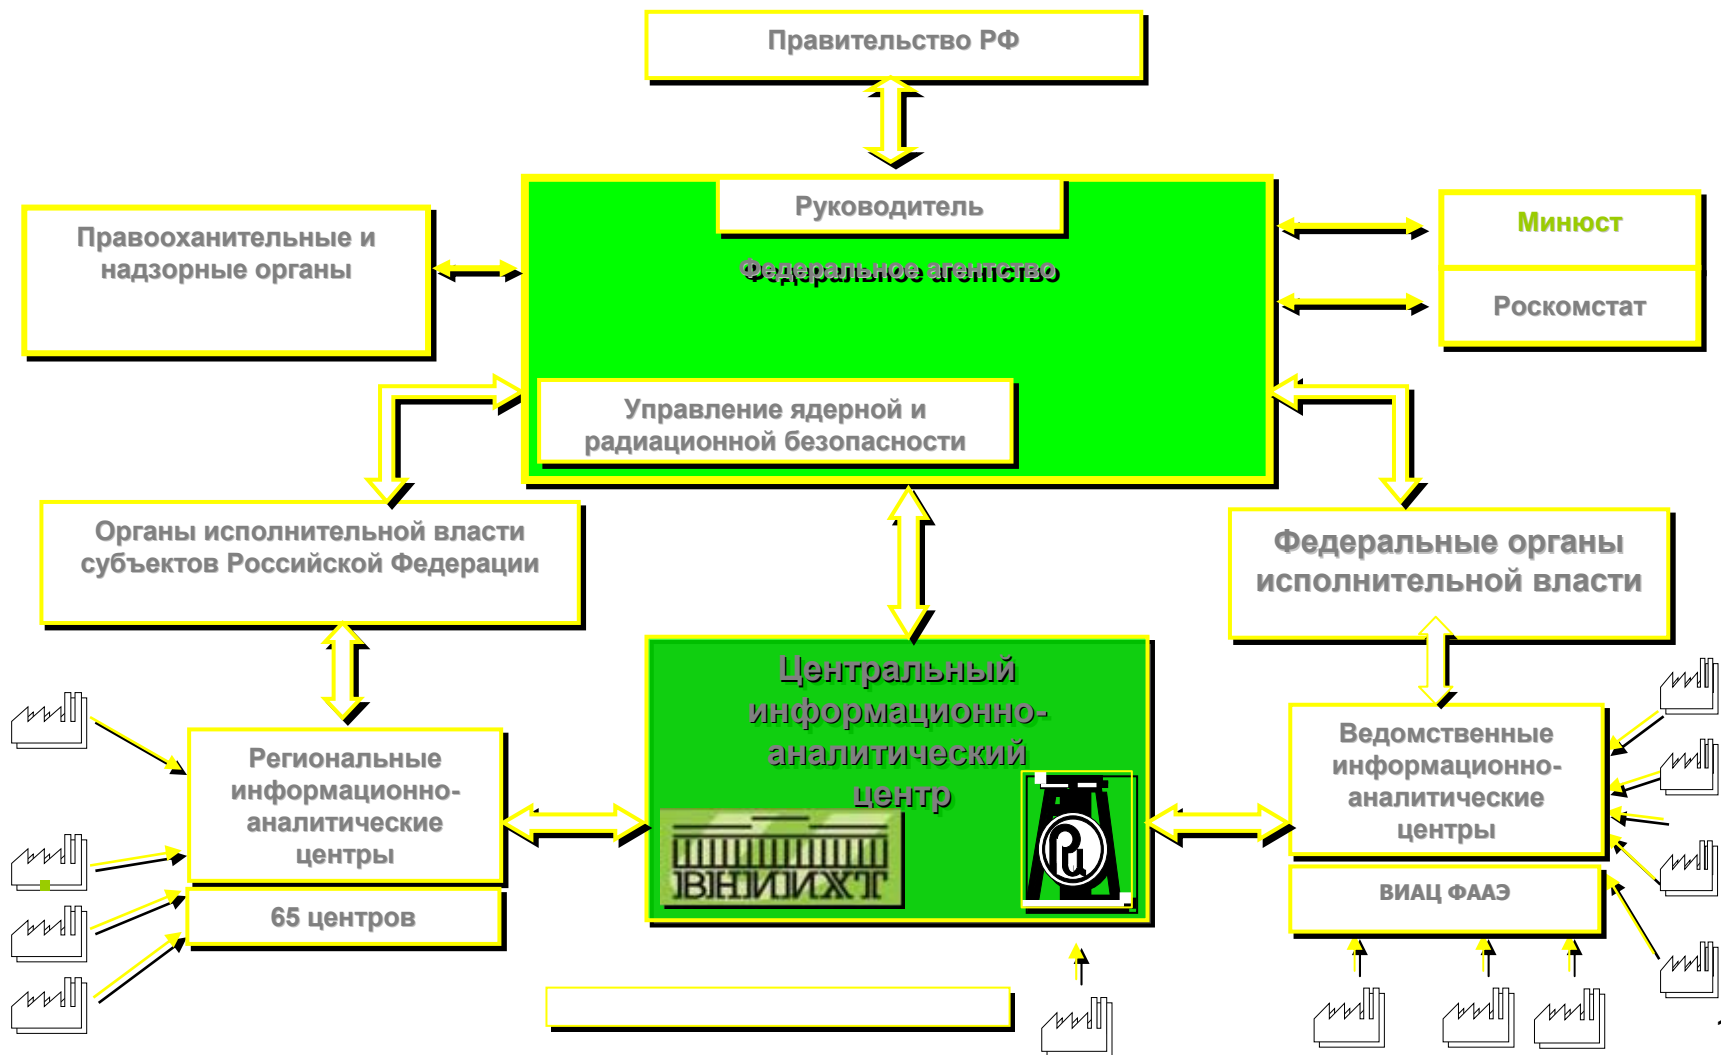 Правительство РФ
Руководитель
Федеральное агентство
Правооханительные и
надзорные органы
Минюст
Роскомстат
Управление ядерной и
радиационной безопасности
Органы исполнительной власти
субъектов Российской Федерации
Федеральные органы
исполнительной власти
Центральный
информационно-
аналитический
центр
ВНИИХТ
Региональные
информационно-
аналитические
центры
65 центров
Ведомственные
информационно-
аналитические
центры
ВИАЦ ФААЭ